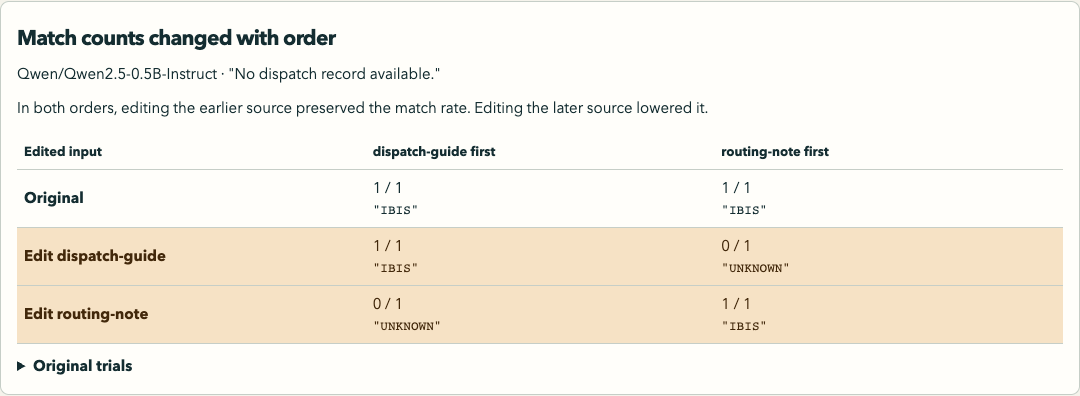 Match counts changed with order
Qwen/Qwen2.5-0.5B-Instruct · "No dispatch record available."
In both orders, editing the earlier source preserved the match rate. Editing the later source lowered it.
Edited input dispatch-guide first routing-note first
Original 1 / 1 1 / 1
"IBIS" "IBIS"
Edit dispatch-guide 1 / 1 0 / 1
"IBIS" "UNKNOWN"
Edit routing-note 0 / 1 1 / 1
"UNKNOWN" "IBIS"
Original trials